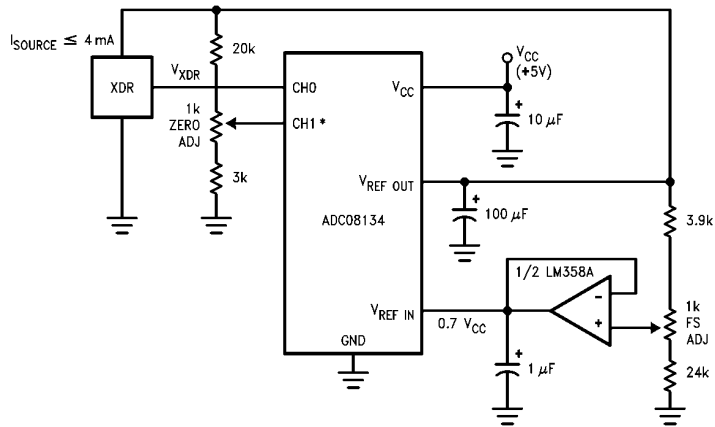 I_SOURCE ≤ 4 mA
XDR
V_XDR
20k
1k
ZERO
ADJ
3k
CH0
CH1 *
V_CC
V_REF OUT
ADC08134
V_REF IN
GND
V_CC
(+5V)
+
10 µF
+
100 µF
3.9k
1/2 LM358A
−
+
0.7 V_CC
+
1 µF
1k
FS
ADJ
24k